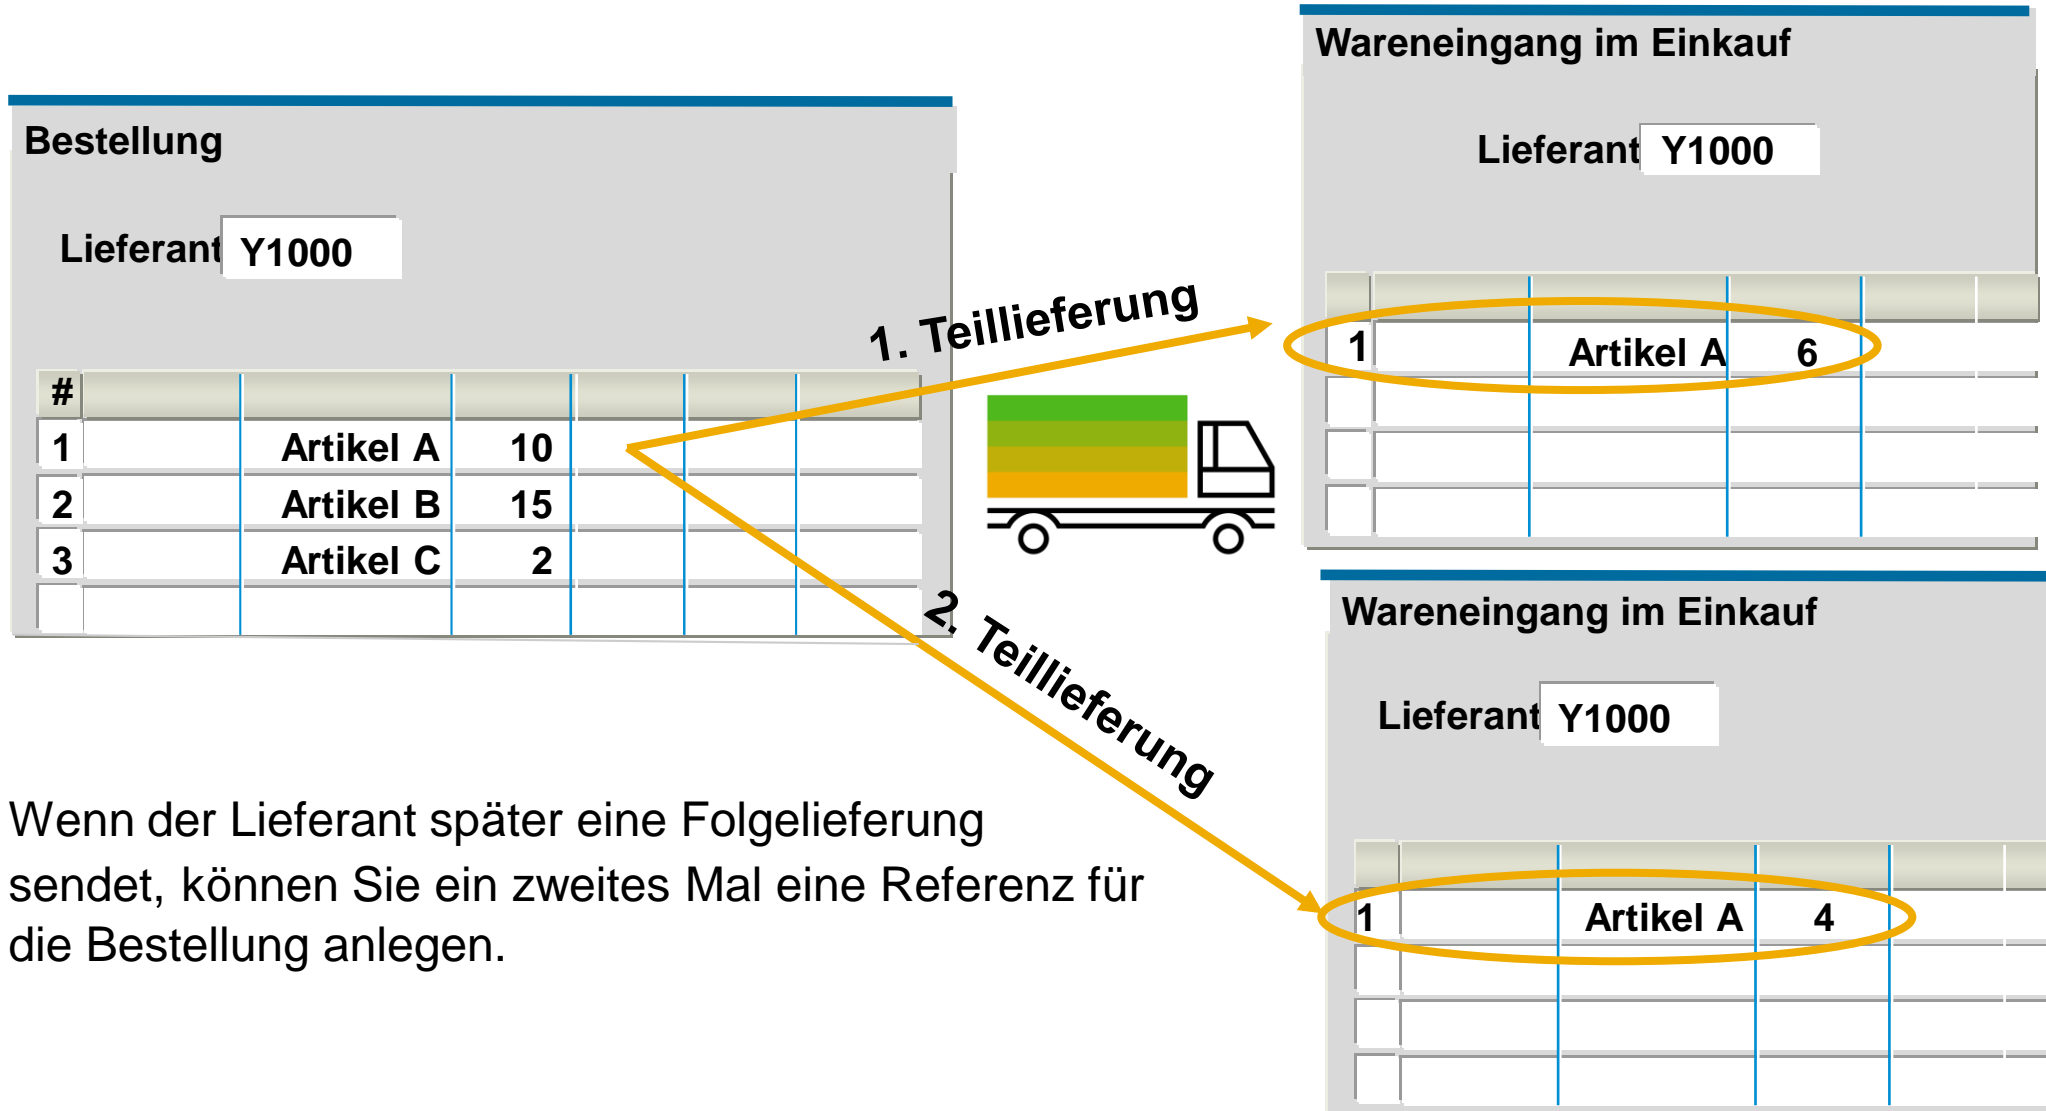 Bestellung
Lieferant Y1000
#
1 Artikel A 10
2 Artikel B 15
3 Artikel C 2
1. Teillieferung
2. Teillieferung
Wareneingang im Einkauf
Lieferant Y1000
1 Artikel A 6
Wareneingang im Einkauf
Lieferant Y1000
1 Artikel A 4
Wenn der Lieferant später eine Folgelieferung
sendet, können Sie ein zweites Mal eine Referenz für
die Bestellung anlegen.